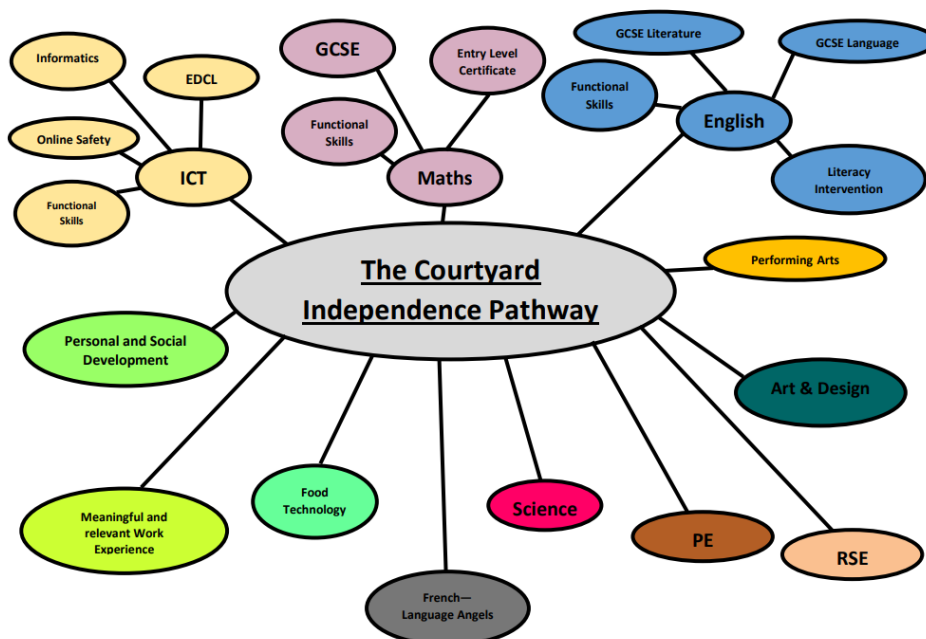 GCSE Literature
GCSE
GCSE Language
Informatics
Entry Level
Certificate
EDCL
Functional
Skills
English
Functional
Skills
Online Safety
ICT
Maths
Literacy
Intervention
Functional
Skills
The Courtyard
Independence Pathway
Performing Arts
Personal and Social
Development
Art & Design
Food
Technology
Science
Meaningful and
relevant Work
Experience
PE
RSE
French—
Language Angels